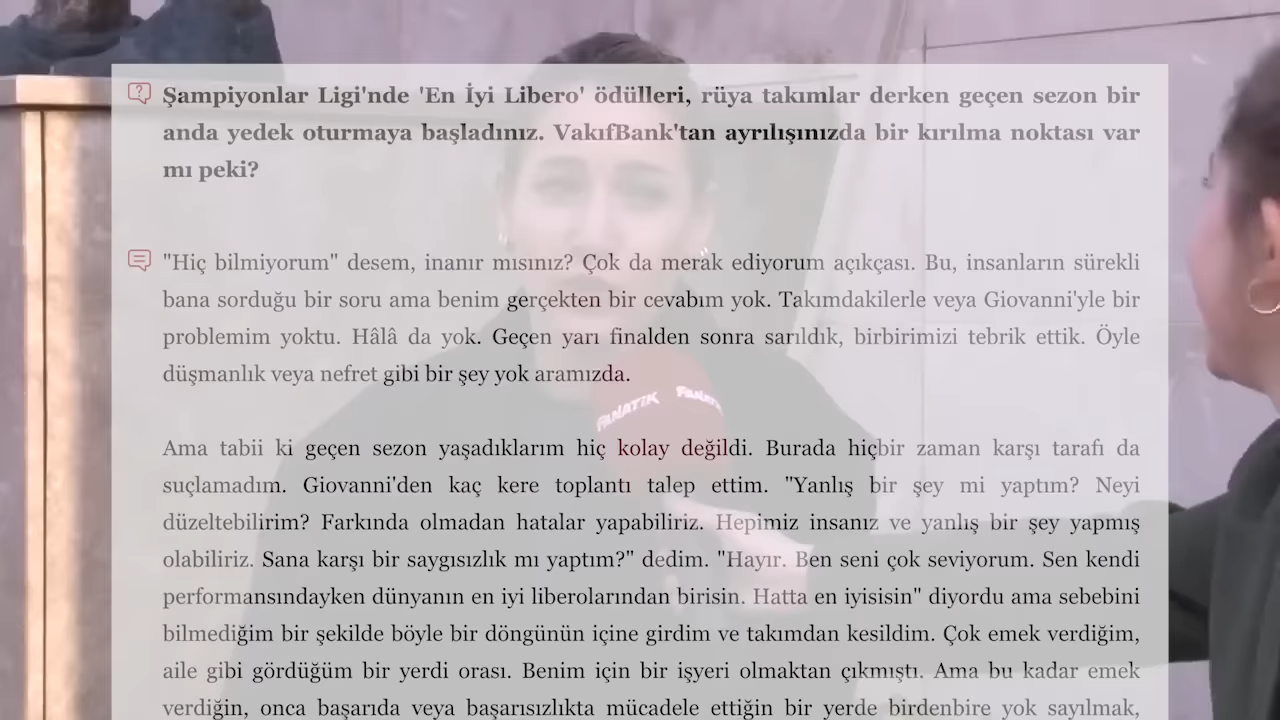 Şampiyonlar Ligi'nde 'En İyi Libero' ödülleri, rüya takımlar derken geçen sezon bir
anda yedek oturmaya başladınız. VakıfBank'tan ayrılışınızda bir kırılma noktası var
mı peki?
"Hiç bilmiyorum" desem, inanır mısınız? Çok da merak ediyorum açıkçası. Bu, insanların sürekli
bana sorduğu bir soru ama benim gerçekten bir cevabım yok. Takımdakilerle veya Giovanni'yle bir
problemim yoktu. Hâlâ da yok. Geçen yarı finalden sonra sarıldık, birbirimizi tebrik ettik. Öyle
düşmanlık veya nefret gibi bir şey yok aramızda.
FANATİK FANATİK
Ama tabii ki geçen sezon yaşadıklarım hiç kolay değildi. Burada hiçbir zaman karşı tarafı da
suçlamadım. Giovanni'den kaç kere toplantı talep ettim. "Yanlış bir şey mi yaptım? Neyi
düzeltebilirim? Farkında olmadan hatalar yapabiliriz. Hepimiz insanız ve yanlış bir şey yapmış
olabiliriz. Sana karşı bir saygısızlık mı yaptım?" dedim. "Hayır. Ben seni çok seviyorum. Sen kendi
performansındayken dünyanın en iyi liberolarından birisin. Hatta en iyisisin" diyordu ama sebebini
bilmediğim bir şekilde böyle bir döngünün içine girdim ve takımdan kesildim. Çok emek verdiğim,
aile gibi gördüğüm bir yerdi orası. Benim için bir işyeri olmaktan çıkmıştı. Ama bu kadar emek
verdiğin, onca başarıda veya başarısızlıkta mücadele ettiğin bir yerde birdenbire yok sayılmak,